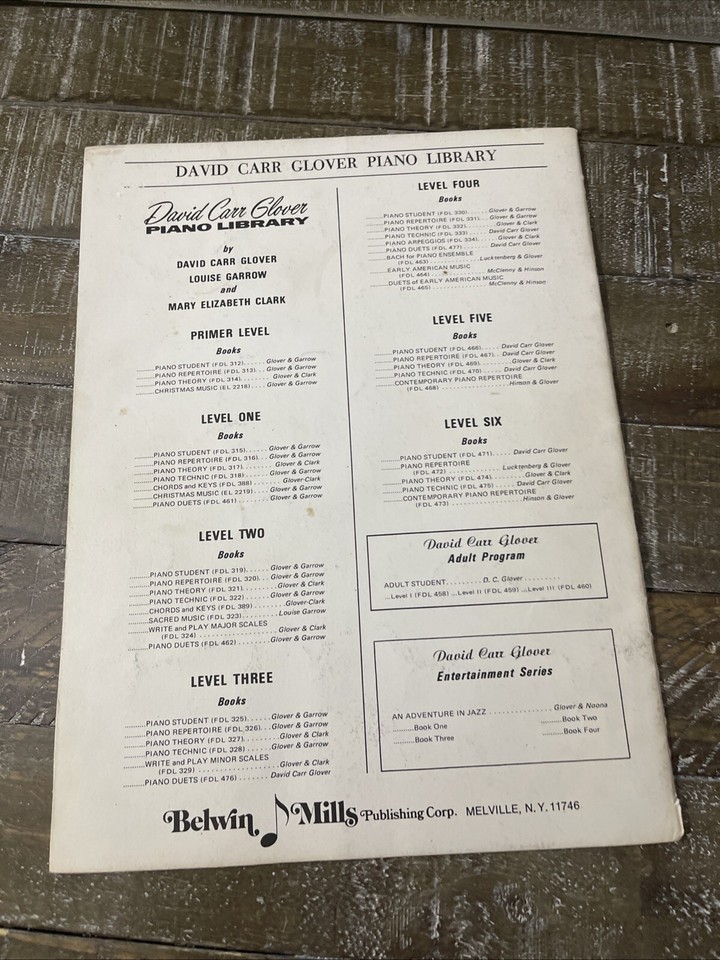 DAVID CARR GLOVER PIANO LIBRARY
David Carr Glover
PIANO LIBRARY
by
DAVID CARR GLOVER
LOUISE GARROW
and
MARY ELIZABETH CLARK
PRIMER LEVEL
Books
PIANO STUDENT (FDL 312)......Glover & Garrow
PIANO REPERTOIRE (FDL 313)...Glover & Garrow
PIANO THEORY (FDL 314)........Glover & Clark
CHRISTMAS MUSIC (EL 2218)....Glover & Garrow
LEVEL ONE
Books
PIANO STUDENT (FDL 315)......Glover & Garrow
PIANO REPERTOIRE (FDL 316)...Glover & Garrow
PIANO THEORY (FDL 317)........Glover & Clark
PIANO TECHNIC (FDL 318)......Glover & Garrow
CHORDS and KEYS (FDL 388)........Glover-Clark
CHRISTMAS MUSIC (EL 2219)....Glover & Garrow
PIANO DUETS (FDL 461)........Glover & Garrow
LEVEL TWO
Books
PIANO STUDENT (FDL 319)......Glover & Garrow
PIANO REPERTOIRE (FDL 320)...Glover & Garrow
PIANO THEORY (FDL 321)........Glover & Clark
PIANO TECHNIC (FDL 322)......Glover & Garrow
CHORDS and KEYS (FDL 389)........Glover-Clark
SACRED MUSIC (FDL 323).........Louise Garrow
WRITE and PLAY MAJOR SCALES
(FDL 324)....................Glover & Clark
PIANO DUETS (FDL 462)........Glover & Garrow
LEVEL THREE
Books
PIANO STUDENT (FDL 325)......Glover & Garrow
PIANO REPERTOIRE (FDL 326)...Glover & Garrow
PIANO THEORY (FDL 327)........Glover & Clark
PIANO TECHNIC (FDL 328)......Glover & Garrow
WRITE and PLAY MINOR SCALES
(FDL 329)....................Glover & Clark
PIANO DUETS (FDL 476).......David Carr Glover
LEVEL FOUR
Books
PIANO STUDENT (FDL 330).......Glover & Garrow
PIANO REPERTOIRE (FDL 331)...Glover & Garrow
PIANO THEORY (FDL 332)........Glover & Clark
PIANO TECHNIC (FDL 333)......David Carr Glover
PIANO ARPEGGIOS (FDL 334).....Glover & Clark
PIANO DUETS (FDL 477).......David Carr Glover
BACH for PIANO ENSEMBLE
(FDL 463)...............Lucktenberg & Glover
EARLY AMERICAN MUSIC
(FDL 464)................McClenny & Hinson
DUETS of EARLY AMERICAN MUSIC
(FDL 465)................McClenny & Hinson
LEVEL FIVE
Books
PIANO STUDENT (FDL 466)......David Carr Glover
PIANO REPERTOIRE (FDL 467)...David Carr Glover
PIANO THEORY (FDL 469).........Glover & Clark
PIANO TECHNIC (FDL 470)......David Carr Glover
CONTEMPORARY PIANO REPERTOIRE
(FDL 468)....................Hinson & Glover
LEVEL SIX
Books
PIANO STUDENT (FDL 471)......David Carr Glover
PIANO REPERTOIRE
(FDL 472)...............Lucktenberg & Glover
PIANO THEORY (FDL 474).........Glover & Clark
PIANO TECHNIC (FDL 475)......David Carr Glover
CONTEMPORARY PIANO REPERTOIRE
(FDL 473)....................Hinson & Glover
David Carr Glover
Adult Program
ADULT STUDENT.........D. C. Glover.........
...Level I (FDL 458) ...Level II (FDL 459) ...Level III (FDL 460)
David Carr Glover
Entertainment Series
AN ADVENTURE IN JAZZ...............Glover & Noona
Book One Book Two
Book Three Book Four
Belwin Mills Publishing Corp. MELVILLE, N.Y. 11746